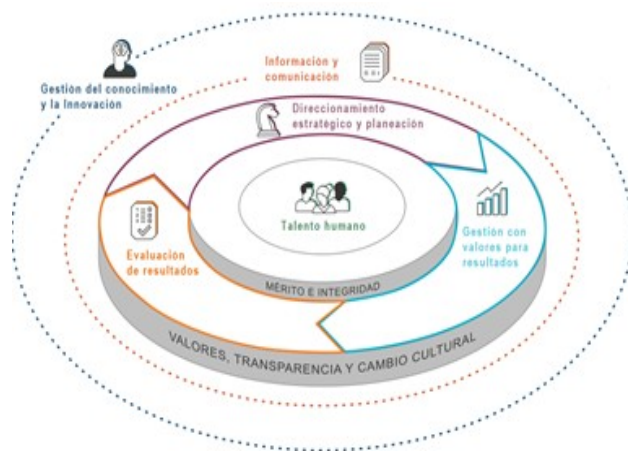 Información y
comunicación
Gestión del conocimiento
y la Innovación
Direccionamiento
estratégico y planeación
Talento humano
Gestión con
valores para
resultados
Evaluación
de resultados
MÉRITO E INTEGRIDAD
VALORES, TRANSPARENCIA Y CAMBIO CULTURAL